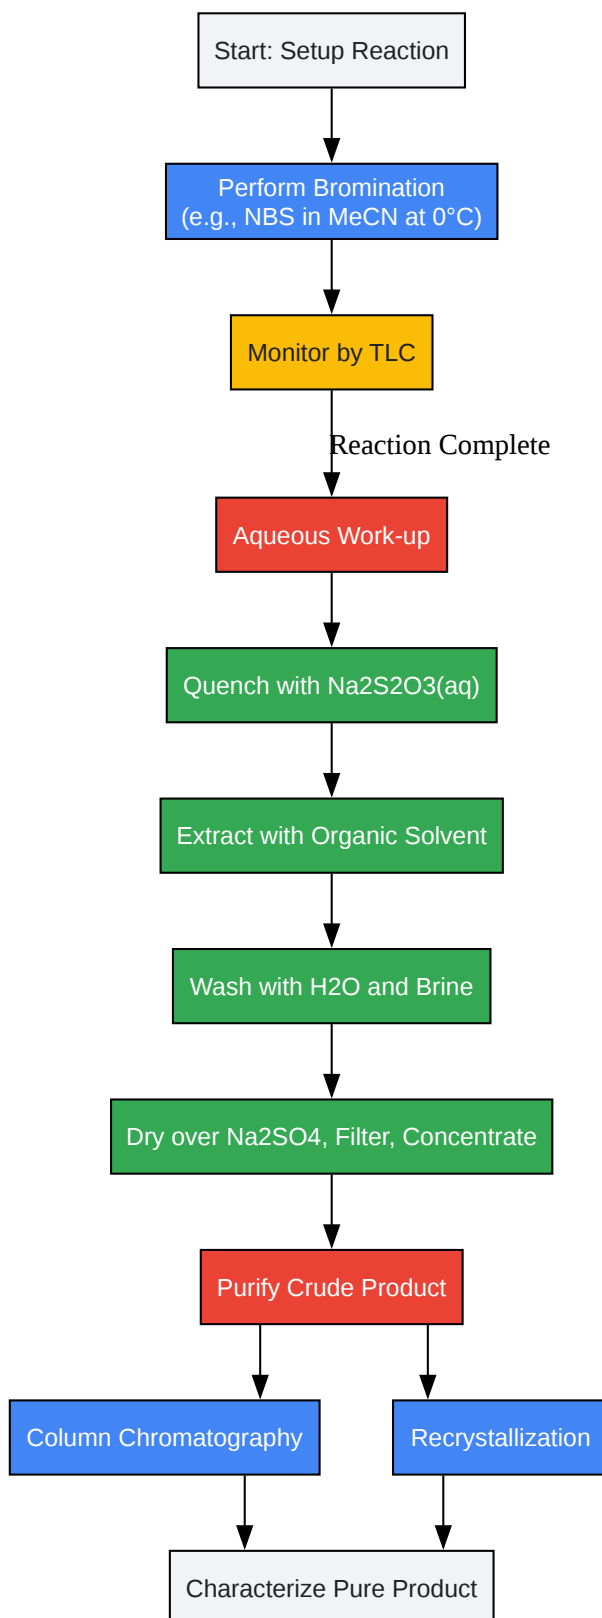 Start: Setup Reaction
Perform Bromination
(e.g., NBS in MeCN at 0°C)
Monitor by TLC
Reaction Complete
Aqueous Work-up
Quench with Na2S2O3(aq)
Extract with Organic Solvent
Wash with H2O and Brine
Dry over Na2SO4, Filter, Concentrate
Purify Crude Product
Column Chromatography
Recrystallization
Characterize Pure Product